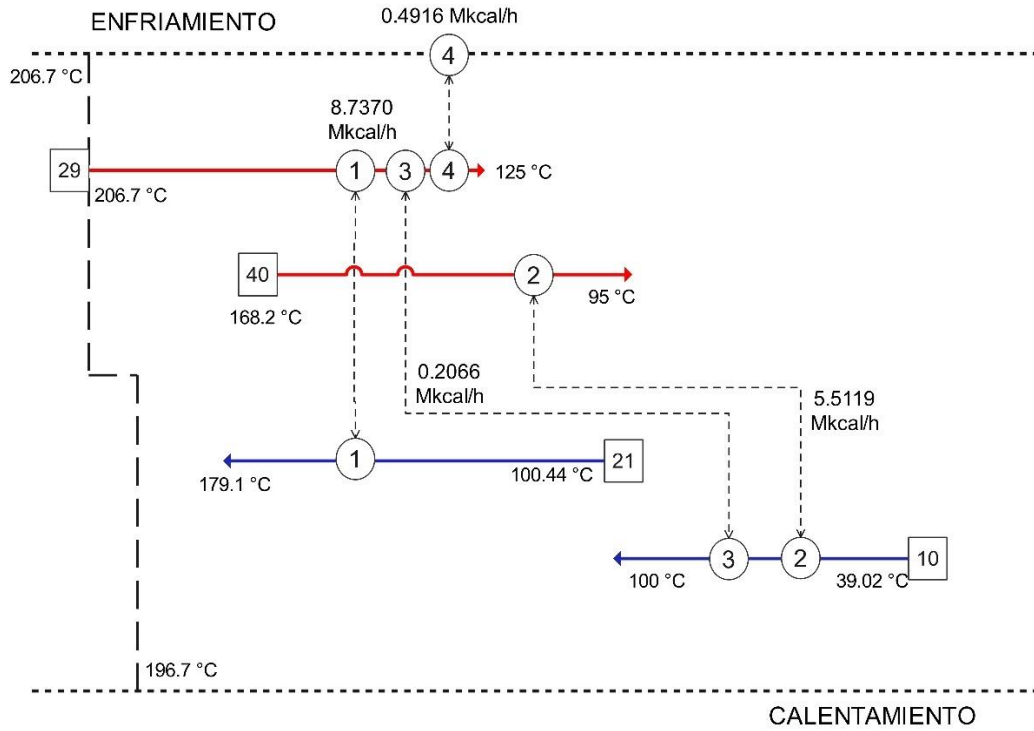 0.4916 Mkcal/h
ENFRIAMIENTO
4
206.7 °C
8.7370
Mkcal/h
29
1
3
4
125 °C
206.7 °C
40
2
168.2 °C
95 °C
0.2066
Mkcal/h
5.5119
Mkcal/h
1
21
179.1 °C
100.44 °C
3
2
10
100 °C
39.02 °C
196.7 °C
CALENTAMIENTO